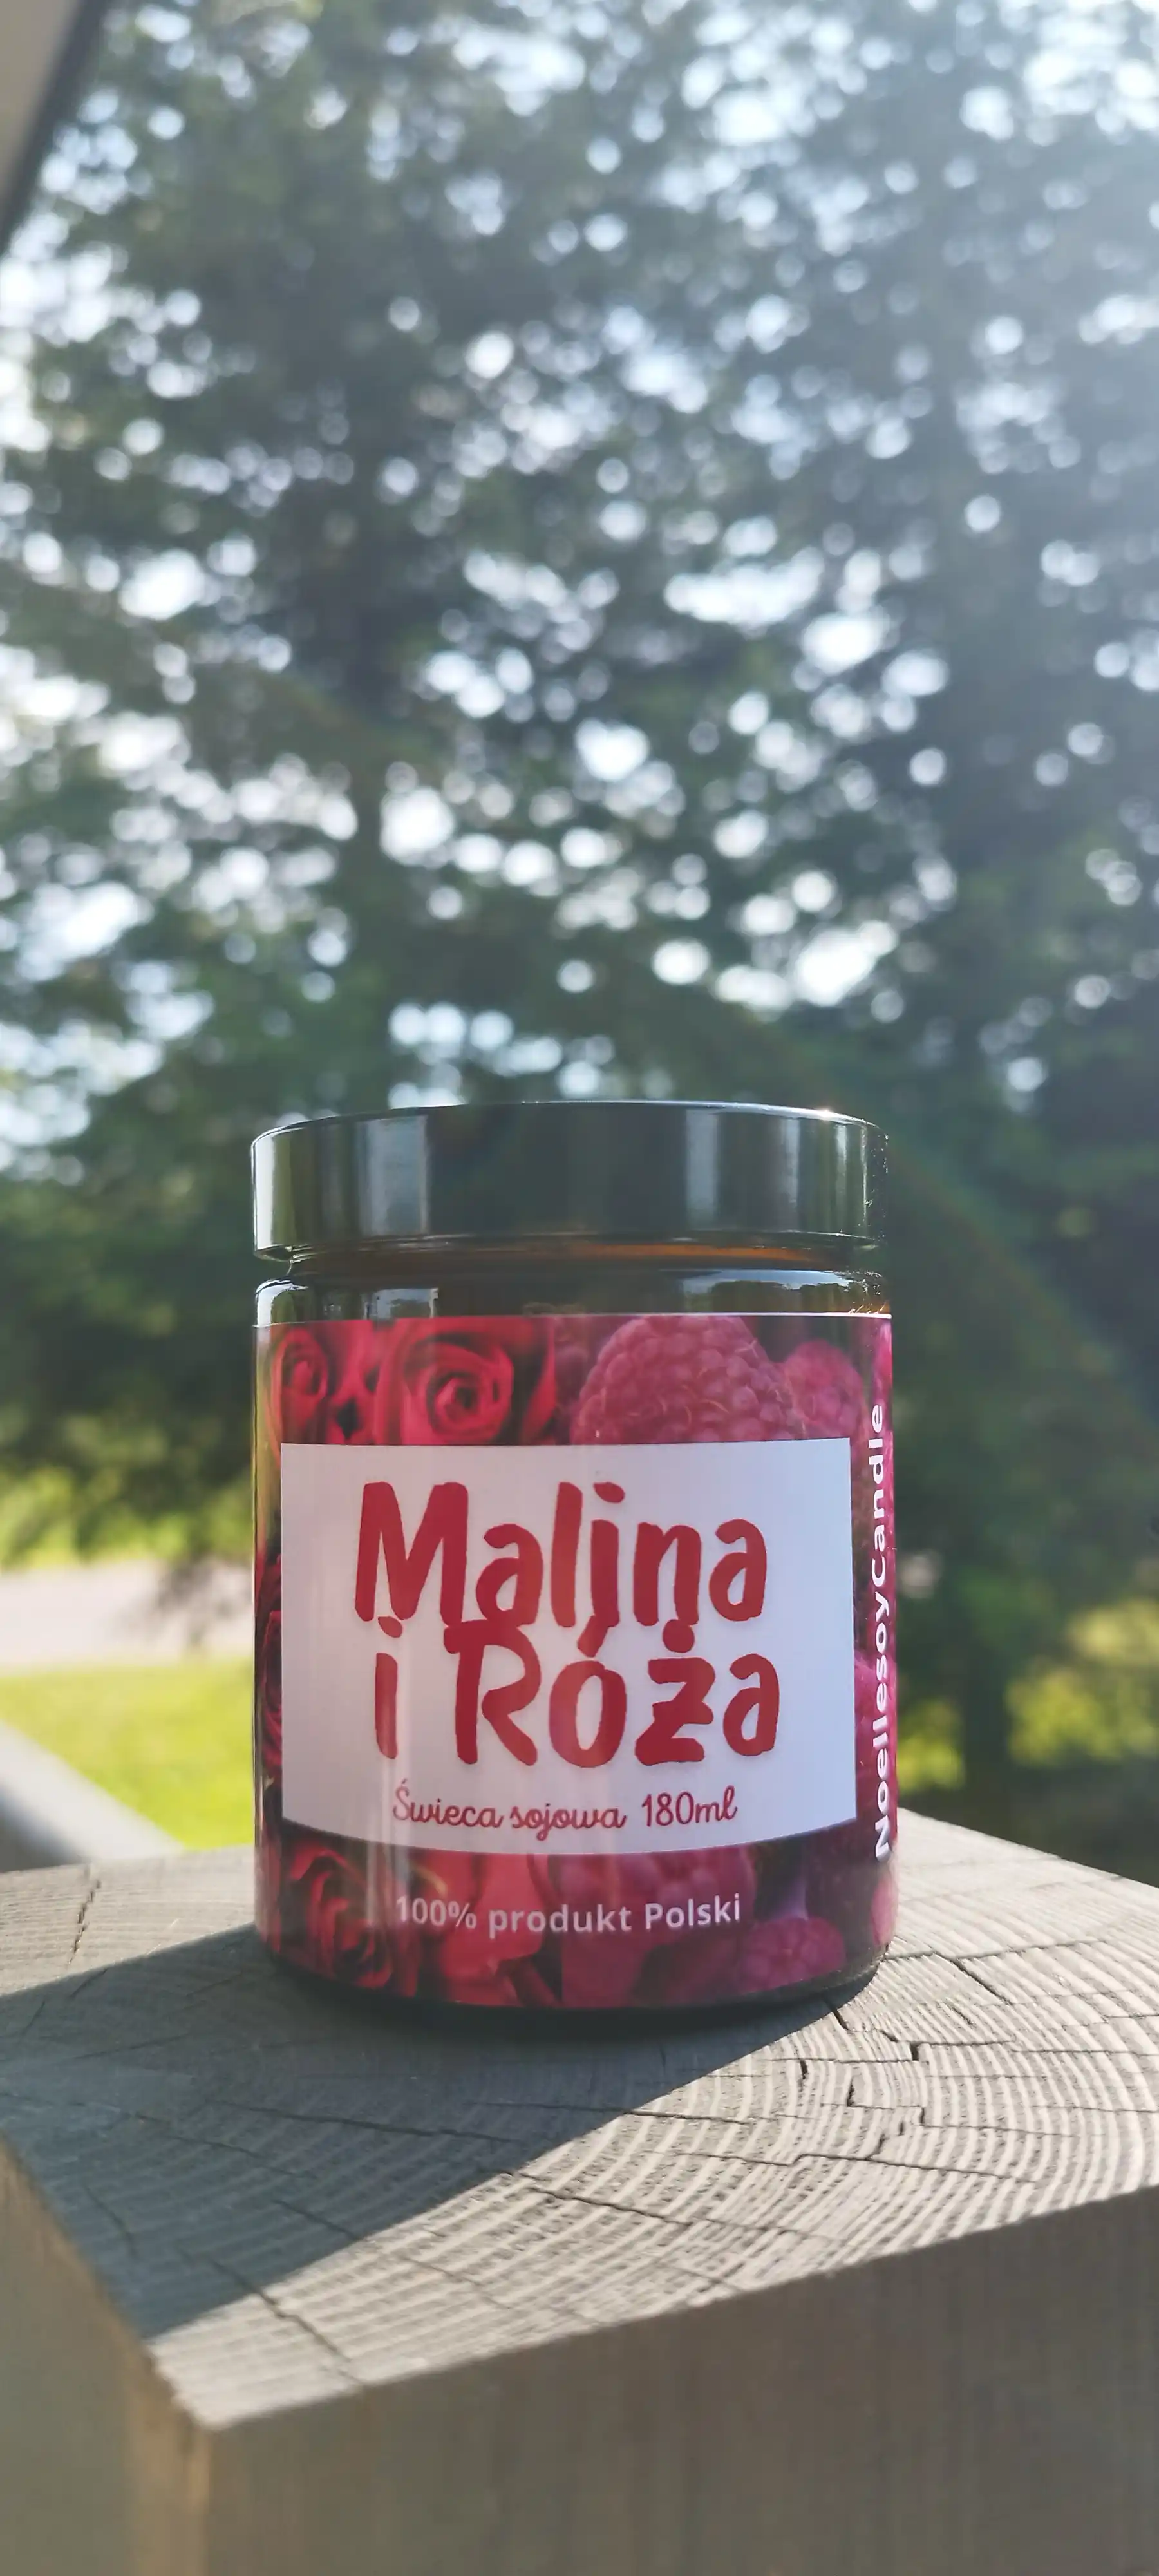 Malina
i Róża
Świeca sojowa 180ml
100% produkt Polski
NoellesoyCandle